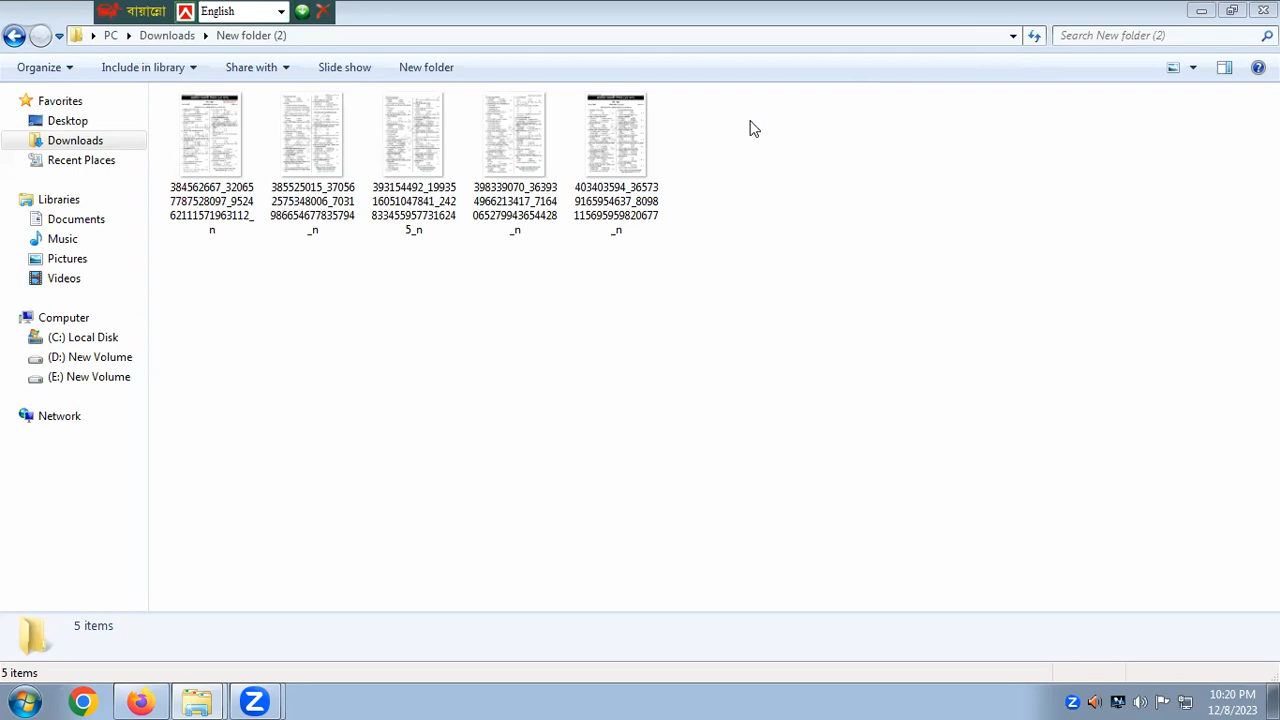 বায়ান্নো
English
PC
Downloads
New folder (2)
Search New folder (2)
Organize
Include in library
Share with
Slide show
New folder
Favorites
Desktop
Downloads
Recent Places
Libraries
Documents
Music
Pictures
Videos
Computer
(C:) Local Disk
(D:) New Volume
(E:) New Volume
Network
384562667_32065
7787528097_9524
62111571963112_
n
385525015_37056
2575348006_7031
986654677835794
_n
393154492_19935
16051047841_242
833455957731624
5_n
398339070_36393
4966213417_7164
065279943654428
_n
403403594_36573
9165954637_8098
115695959820677
_n
5 items
5 items
10:20 PM
12/8/2023